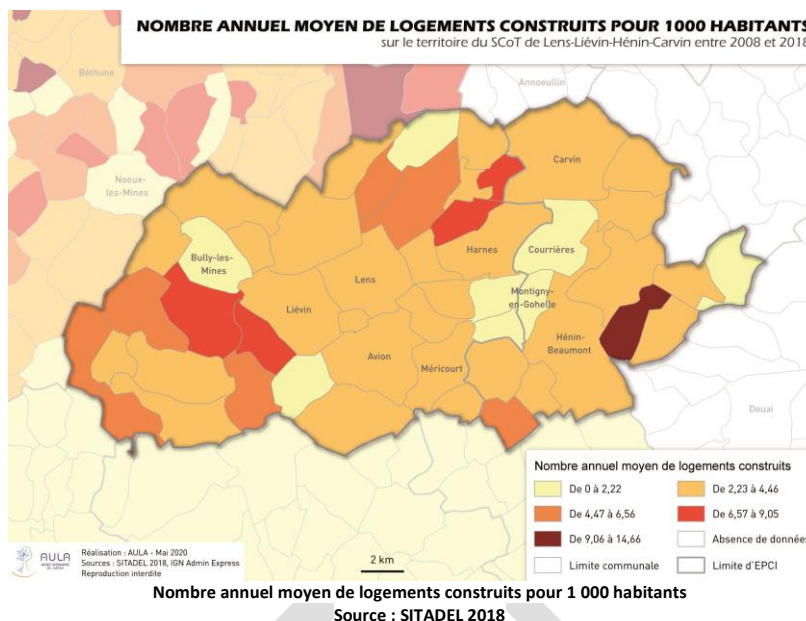 NOMBRE ANNUEL MOYEN DE LOGEMENTS CONSTRUITS POUR 1000 HABITANTS
sur le territoire du SCoT de Lens-Liévin-Hénin-Carvin entre 2008 et 2018
Béthune
Annoeullin
Noeux-
les-Mines
Carvin
Bully-les-
Mines
Harnes
Courrières
Lens
Liévin
Montigny-
en-Gohelle
Hénin-
Beaumont
Avion
Méricourt
Douai
Nombre annuel moyen de logements construits
De 0 à 2,22
De 2,23 à 4,46
De 4,47 à 6,56
De 6,57 à 9,05
De 9,06 à 14,66
Absence de données
Limite communale
Limite d'EPCI
AULA
Réalisation : AULA - Mai 2020
Sources : SITADEL 2018, IGN Admin Express
Reproduction interdite
2 km
Nombre annuel moyen de logements construits pour 1 000 habitants
Source : SITADEL 2018